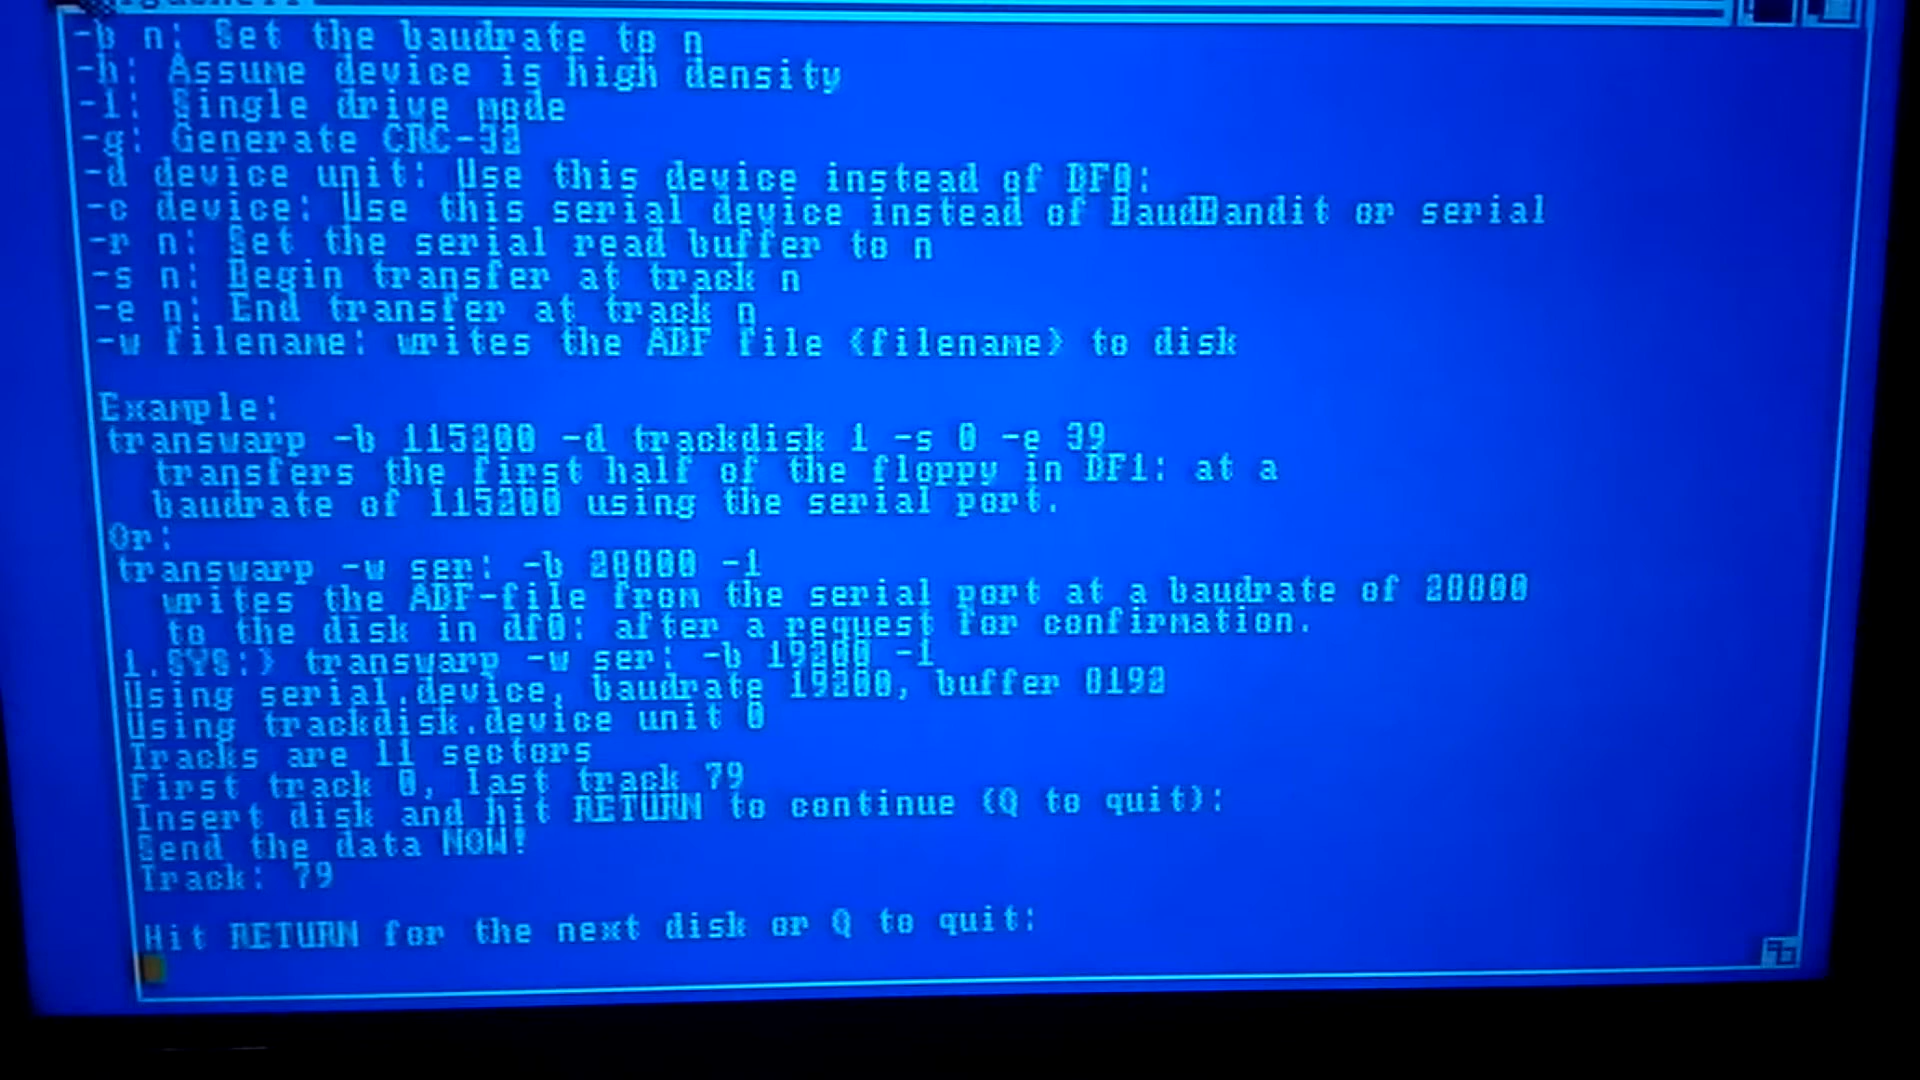 -b n: Set the baudrate to n
-h: Assume device is high density
-1: Single drive mode
-g: Generate CRC-32
-d device unit: Use this device instead of DF0:
-c device: Use this serial device instead of BaudBandit or serial
-r n: Set the serial read buffer to n
-s n: Begin transfer at track n
-e n: End transfer at track n
-w filename: writes the ADF file <filename> to disk
Example:
transwarp -b 115200 -d trackdisk 1 -s 0 -e 39
transfers the first half of the floppy in DF1: at a
baudrate of 115200 using the serial port.
Or:
transwarp -w ser: -b 20800 -1
writes the ADF-file from the serial port at a baudrate of 20800
to the disk in df0: after a request for confirmation.
1.SYS:> transwarp -w ser: -b 19200 -1
Using serial.device, baudrate 19200, buffer 8192
Using trackdisk.device unit 0
Tracks are 11 sectors
First track 0, last track 79
Insert disk and hit RETURN to continue (Q to quit):
Send the data NOW!
Track: 79
Hit RETURN for the next disk or Q to quit: